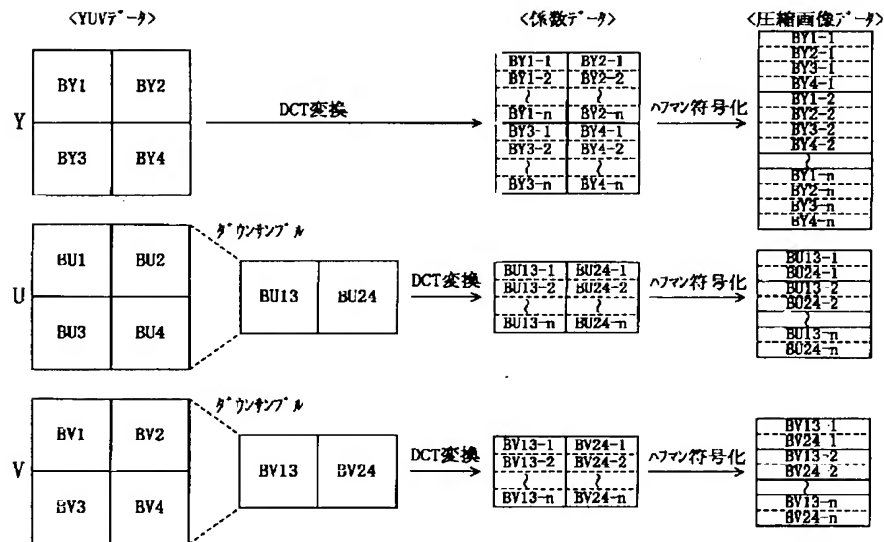 <YUVデータ>
<係数データ>
<圧縮画像データ>
Y
BY1 BY2
BY3 BY4
DCT変換
BY1-1 BY2-1
BY1-2 BY2-2
BY1-n BY2-n
BY3-1 BY4-1
BY3-2 BY4-2
BY3-n BY4-n
ハフマン符号化
BY1-1
BY2-1
BY3-1
BY4-1
BY1-2
BY2-2
BY3-2
BY4-2
BY1-n
BY2-n
BY3-n
BY4-n
U
BU1 BU2
BU3 BU4
ダウンサンプル
BU13 BU24
DCT変換
BU13-1 BU24-1
BU13-2 BU24-2
BU13-n BU24-n
ハフマン符号化
BU13-1
BU24-1
BU13-2
BU24-2
BU13-n
BU24-n
V
BV1 BV2
BV3 BV4
ダウンサンプル
BV13 BV24
DCT変換
BV13-1 BV24-1
BV13-2 BV24-2
BV13-n BV24-n
ハフマン符号化
BV13-1
BV24-1
BV13-2
BV24-2
BV13-n
BV24-n